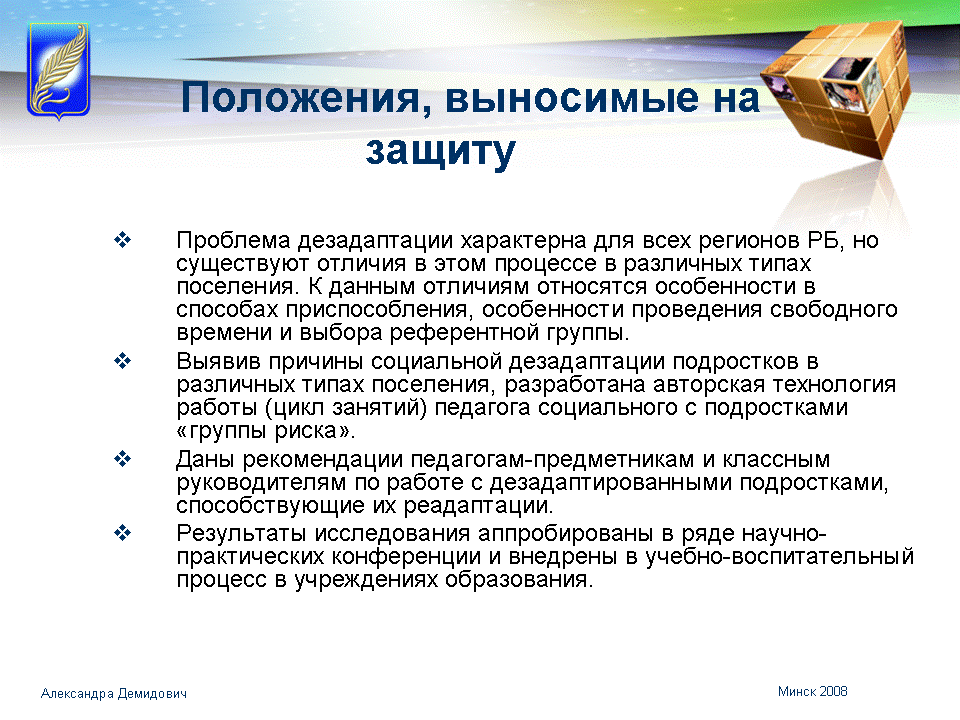 Положения, выносимые на
защиту
Проблема дезадаптации характерна для всех регионов РБ, но
существуют отличия в этом процессе в различных типах
поселения. К данным отличиям относятся особенности в
способах приспособления, особенности проведения свободного
времени и выбора референтной группы.
Выявив причины социальной дезадаптации подростков в
различных типах поселения, разработана авторская технология
работы (цикл занятий) педагога социального с подростками
«группы риска».
Даны рекомендации педагогам-предметникам и классным
руководителям по работе с дезадаптированными подростками,
способствующие их реадаптации.
Результаты исследования аппробированы в ряде научно-
практических конференции и внедрены в учебно-воспитательный
процесс в учреждениях образования.
Александра Демидович
Минск 2008